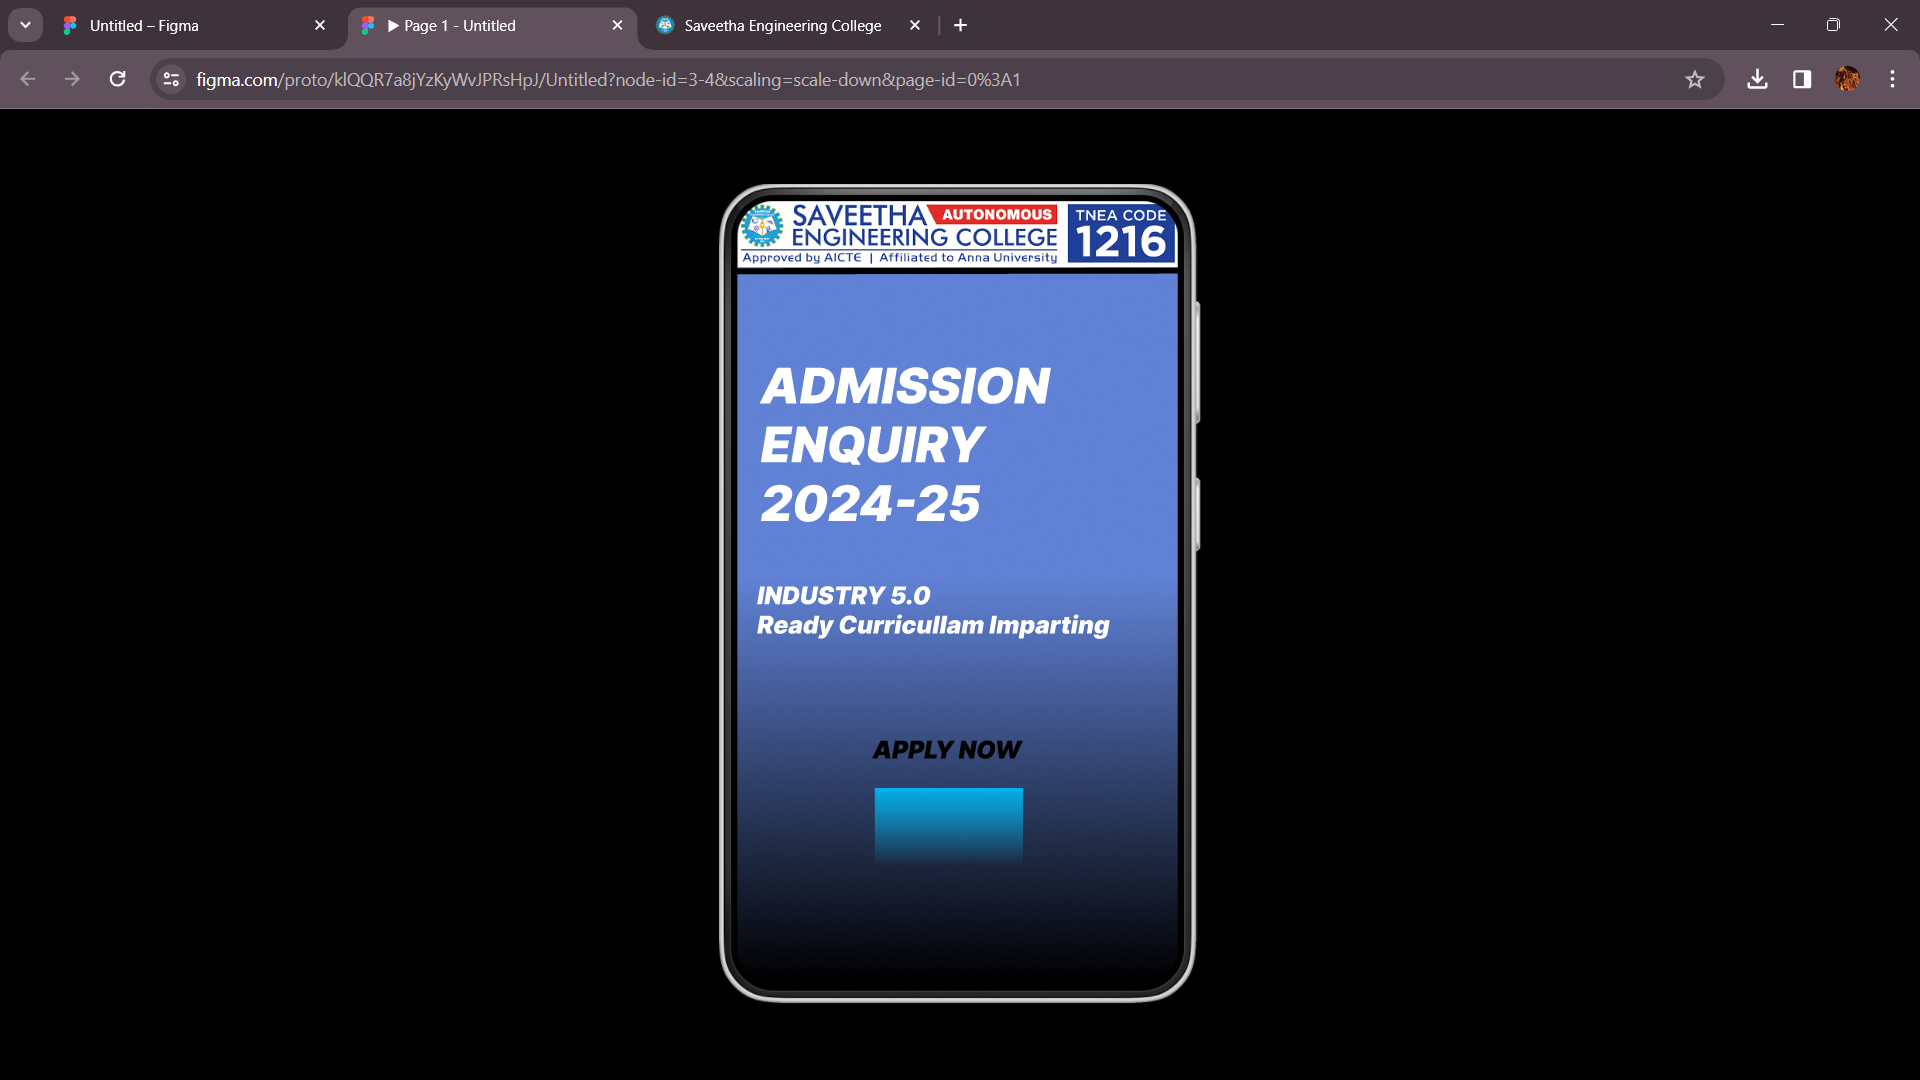 Untitled – Figma
▶ Page 1 - Untitled
Saveetha Engineering College
figma.com/proto/klQQR7a8jYzKyWvJPRsHpJ/Untitled?node-id=3-4&scaling=scale-down&page-id=0%3A1
SAVEETHA AUTONOMOUS
ENGINEERING COLLEGE
Approved by AICTE | Affiliated to Anna University
TNEA CODE
1216
ADMISSION
ENQUIRY
2024-25
INDUSTRY 5.0
Ready Curricullam Imparting
APPLY NOW